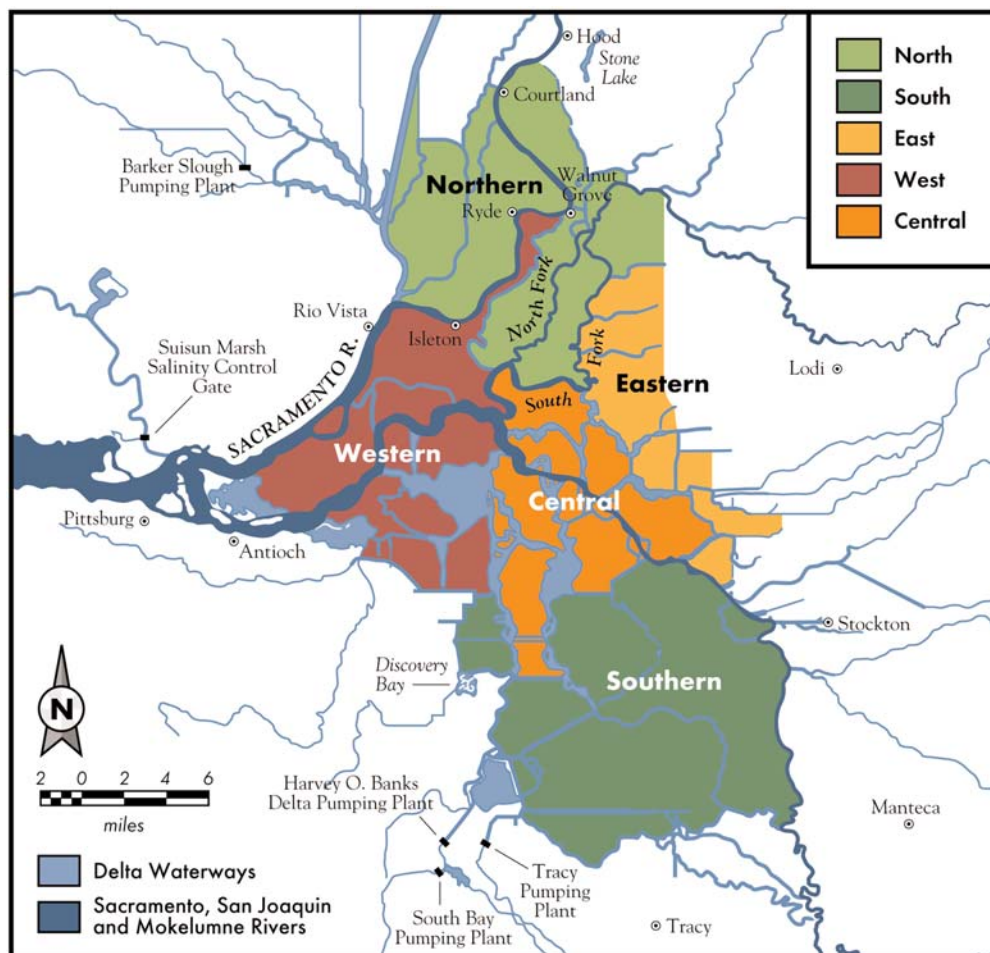 Hood
Stone
Lake
Courtland
Barker Slough
Pumping Plant
Northern
Walnut
Grove
Ryde
North Fork
Rio Vista
Isleton
Fork
Suisun Marsh
Salinity Control
Gate
SACRAMENTO R.
Eastern
Lodi
South
Western
Central
Pittsburg
Antioch
Stockton
Discovery
Bay
Southern
Harvey O. Banks
Delta Pumping Plant
Manteca
Tracy
Pumping
Plant
South Bay
Pumping Plant
Tracy
North
South
East
West
Central
N
2 0 2 4 6
miles
Delta Waterways
Sacramento, San Joaquin
and Mokelumne Rivers